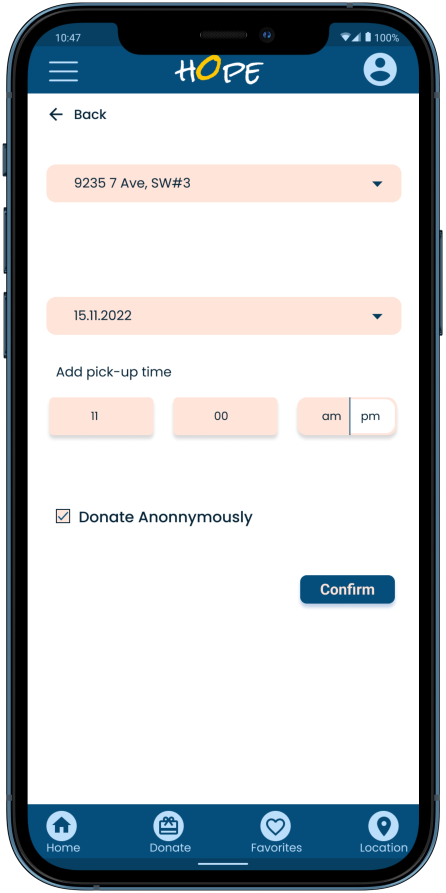 10:47
100%
HOPE
Back
9235 7 Ave, SW#3
15.11.2022
Add pick-up time
11 00 am pm
Donate Anonnymously
Confirm
Home Donate Favorites Location